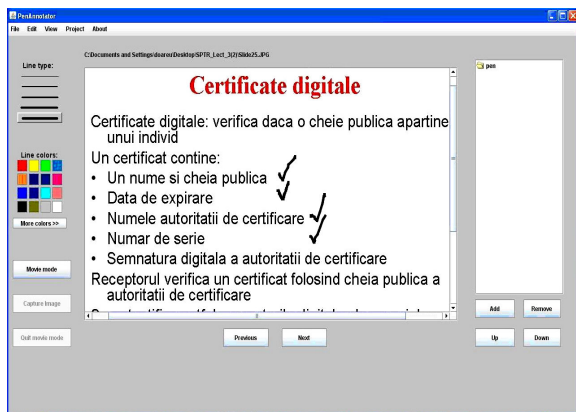 PenAnnotator
File Edit View Project About
C:\Documents and Settings\doareu\Desktop\SPTR_Lect_3(2)\Slide25.JPG
Line type:
Line colors:
More colors >>
Movie mode
Capture image
Quit movie mode
Certificate digitale
Certificate digitale: verifica daca o cheie publica apartine
unui individ
Un certificat contine:
• Un nume si cheia publica
• Data de expirare
• Numele autoritatii de certificare
• Numar de serie
• Semnatura digitala a autoritatii de certificare
Receptorul verifica un certificat folosind cheia publica a
autoritatii de certificare
Previous Next
pen
Add Remove
Up Down